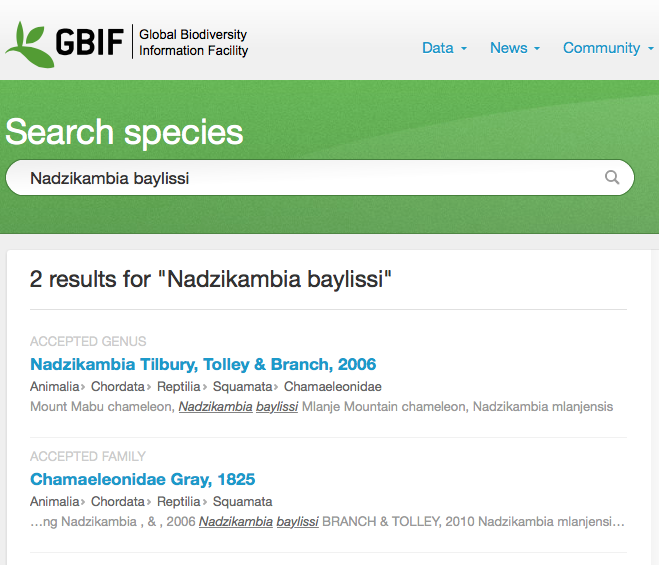 GBIF
Global Biodiversity
Information Facility
Data News Community
Search species
Nadzikambia baylissi
2 results for "Nadzikambia baylissi"
ACCEPTED GENUS
Nadzikambia Tilbury, Tolley & Branch, 2006
Animalia› Chordata› Reptilia› Squamata› Chamaeleonidae
Mount Mabu chameleon, Nadzikambia baylissi Mlanje Mountain chameleon, Nadzikambia mlanjensis
ACCEPTED FAMILY
Chamaeleonidae Gray, 1825
Animalia› Chordata› Reptilia› Squamata
…ng Nadzikambia , & , 2006 Nadzikambia baylissi BRANCH & TOLLEY, 2010 Nadzikambia mlanjensi…